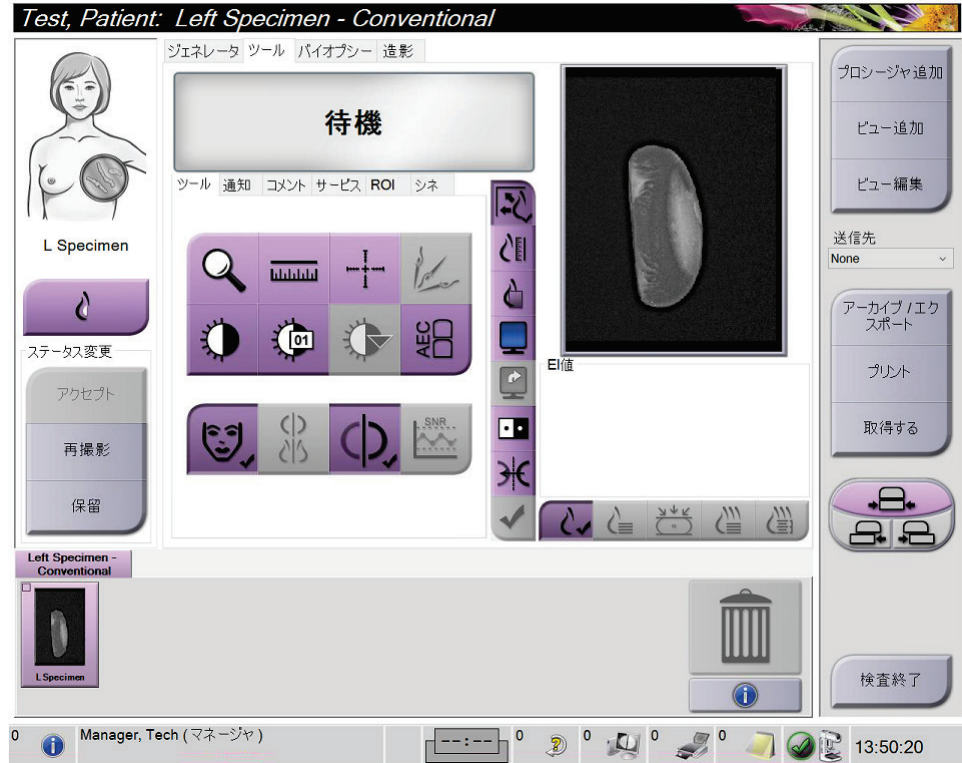 Test, Patient: Left Specimen - Conventional
ジェネレータ ツール バイオプシー 造影
待機
ツール 通知 コメント サービス ROI シネ
01
AEC
SNR
L Specimen
ステータス変更
アクセプト
再撮影
保留
EI値
プロシージャ追加
ビュー追加
ビュー編集
送信先
None
アーカイブ / エク
スポート
プリント
取得する
検査終了
Left Specimen -
Conventional
L Specimen
0
Manager, Tech (マネージャ)
--:--
0
0
0
0
13:50:20